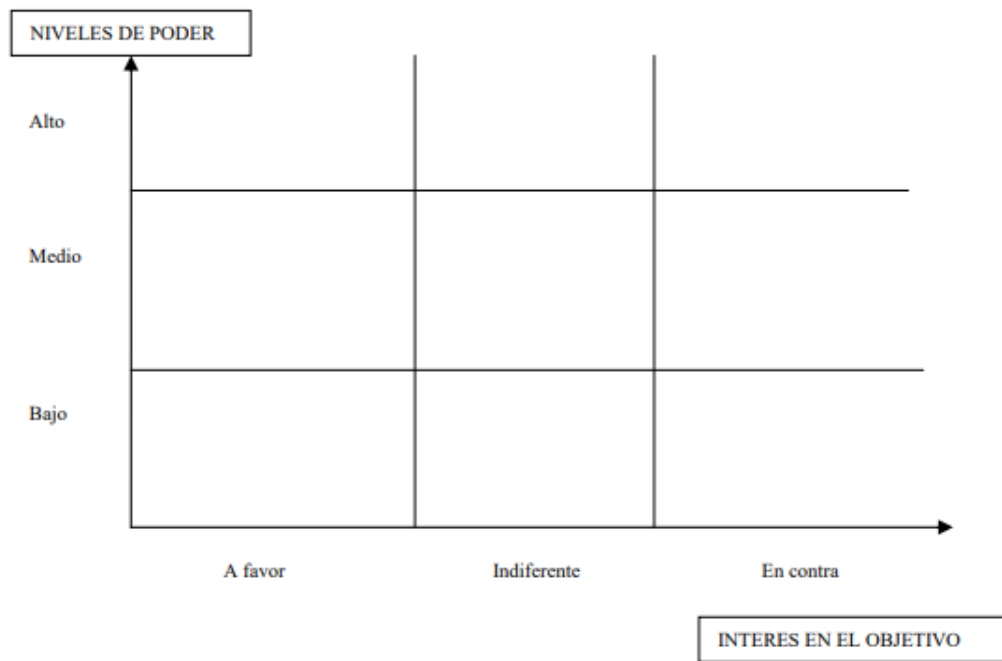 NIVELES DE PODER
Alto
Medio
Bajo
A favor
Indiferente
En contra
INTERES EN EL OBJETIVO